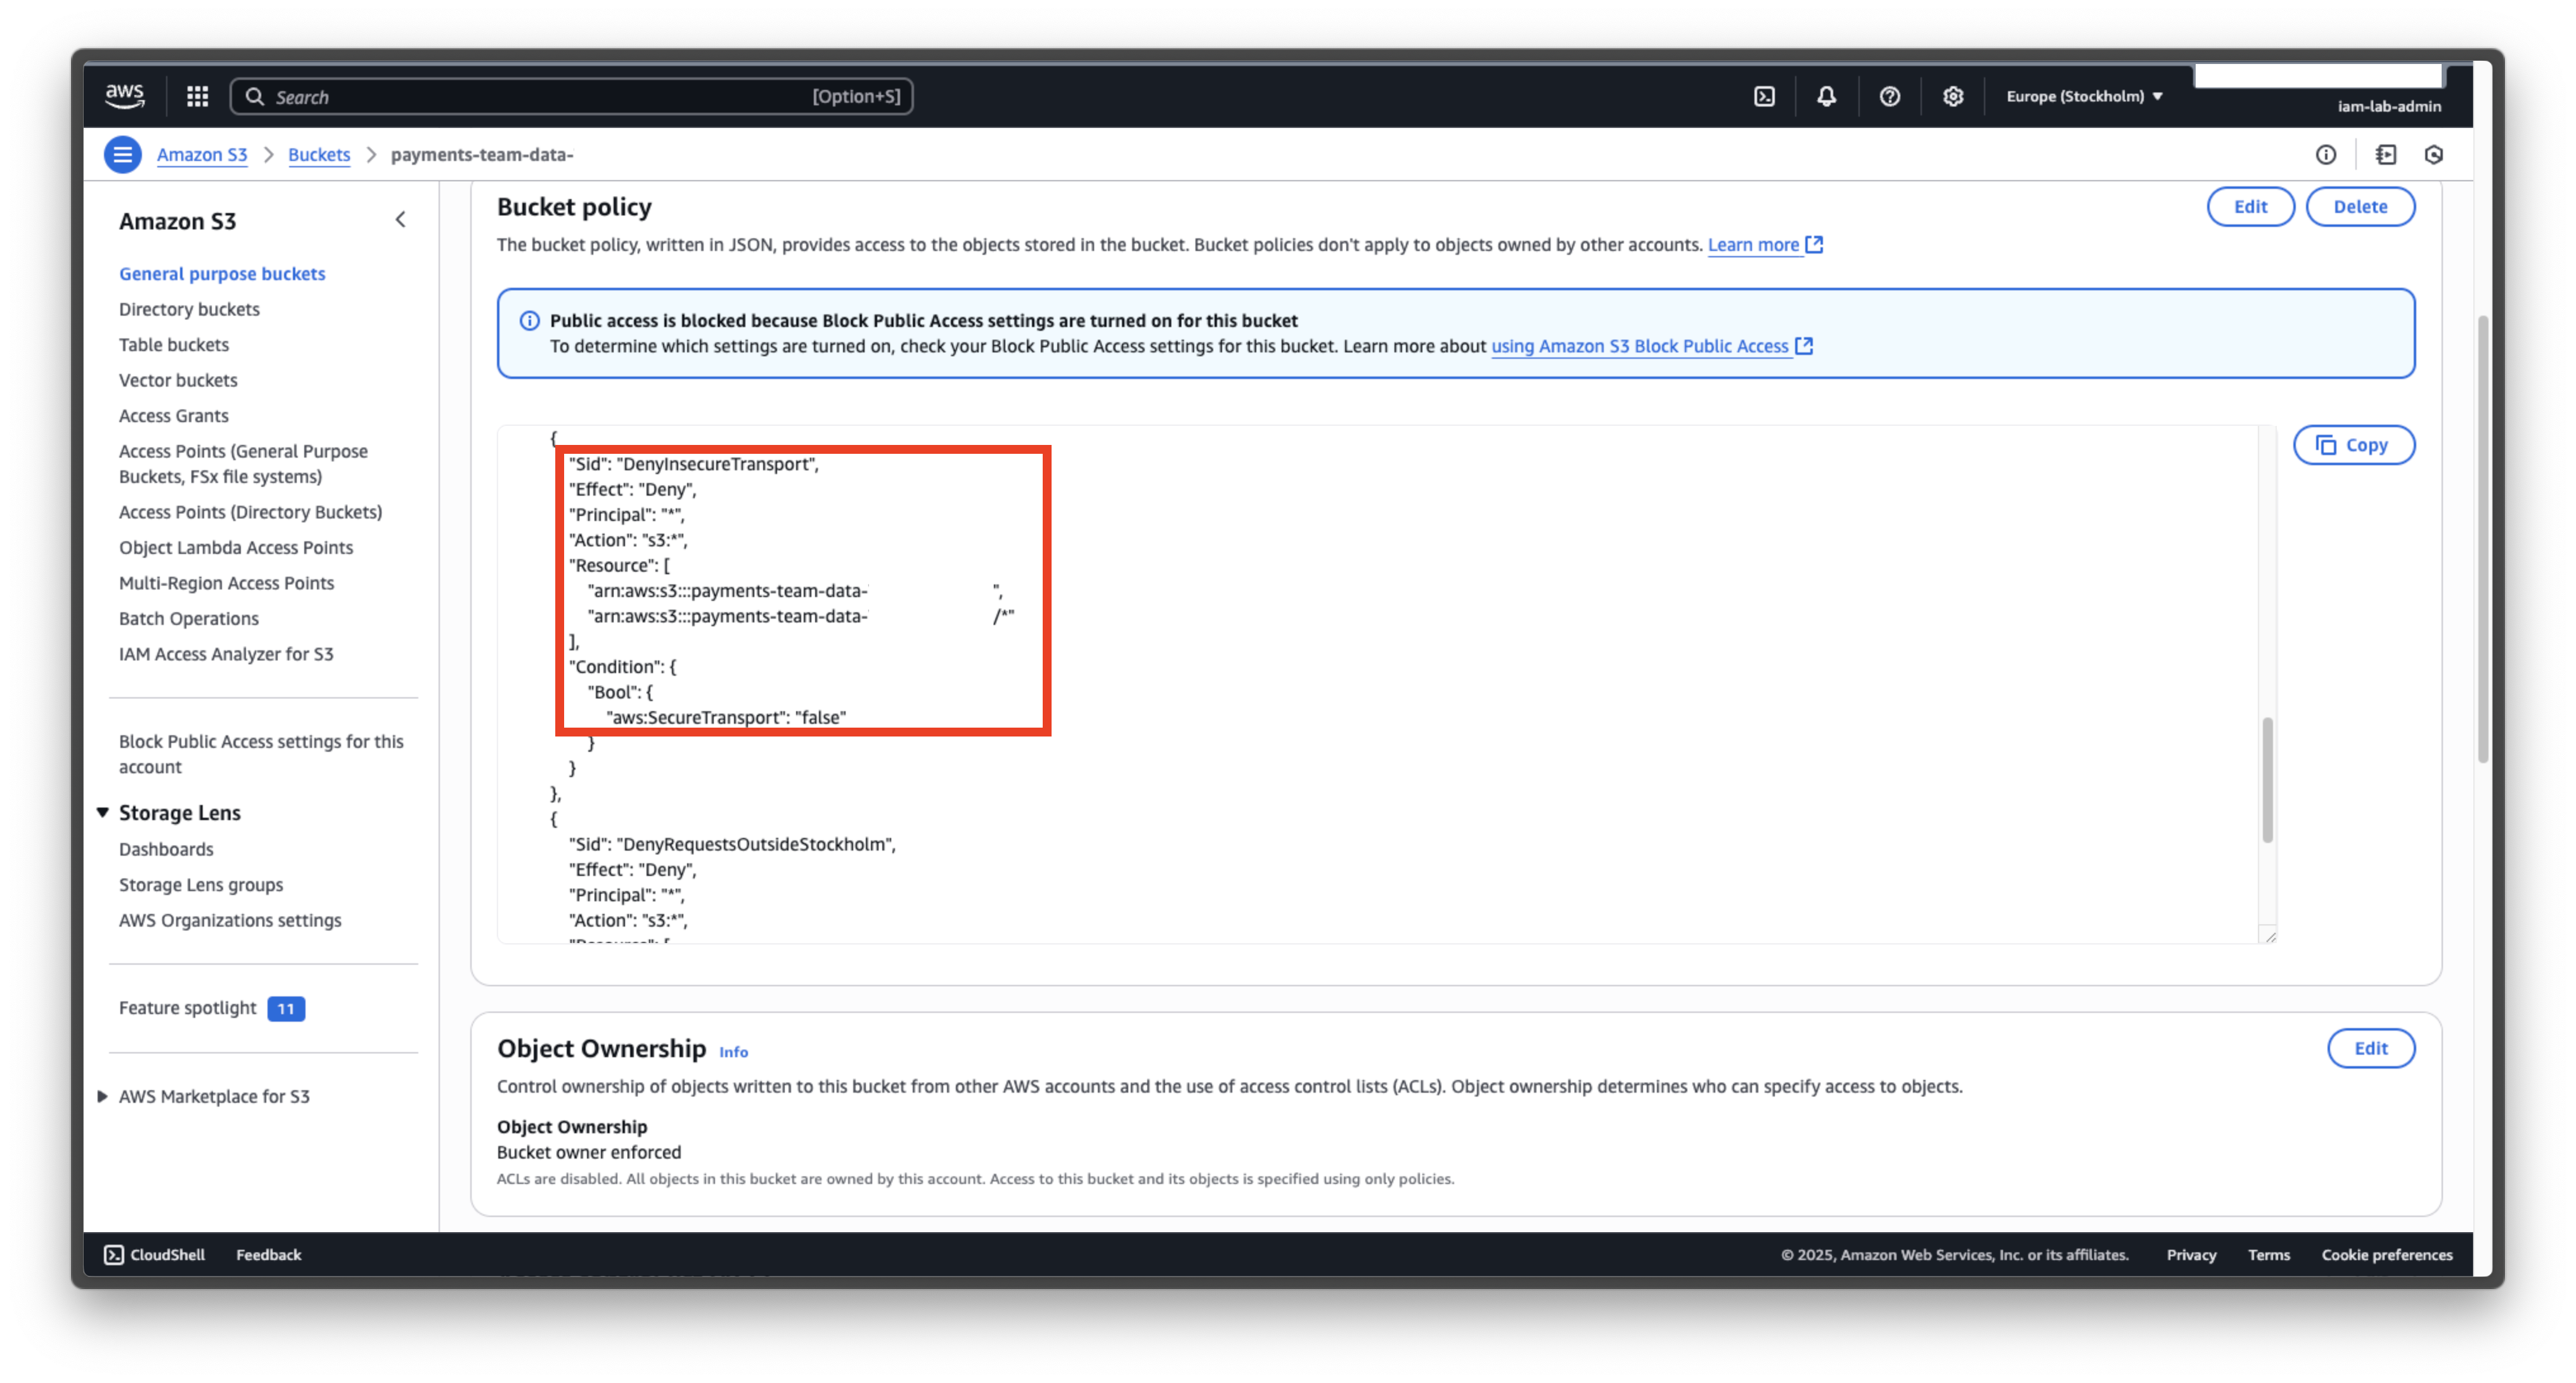 aws
Search
[Option+S]
Europe (Stockholm)
iam-lab-admin
Amazon S3
Buckets
payments-team-data-
Amazon S3
General purpose buckets
Directory buckets
Table buckets
Vector buckets
Access Grants
Access Points (General Purpose
Buckets, FSx file systems)
Access Points (Directory Buckets)
Object Lambda Access Points
Multi-Region Access Points
Batch Operations
IAM Access Analyzer for S3
Block Public Access settings for this
account
Storage Lens
Dashboards
Storage Lens groups
AWS Organizations settings
Feature spotlight 11
AWS Marketplace for S3
Bucket policy
Edit
Delete
The bucket policy, written in JSON, provides access to the objects stored in the bucket. Bucket policies don't apply to objects owned by other accounts. Learn more
Public access is blocked because Block Public Access settings are turned on for this bucket
To determine which settings are turned on, check your Block Public Access settings for this bucket. Learn more about using Amazon S3 Block Public Access
Copy
{
"Sid": "DenyInsecureTransport",
"Effect": "Deny",
"Principal": "*",
"Action": "s3:*",
"Resource": [
"arn:aws:s3:::payments-team-data- ",
"arn:aws:s3:::payments-team-data- /*"
],
"Condition": {
"Bool": {
"aws:SecureTransport": "false"
}
}
},
{
"Sid": "DenyRequestsOutsideStockholm",
"Effect": "Deny",
"Principal": "*",
"Action": "s3:*",
Object Ownership Info
Edit
Control ownership of objects written to this bucket from other AWS accounts and the use of access control lists (ACLs). Object ownership determines who can specify access to objects.
Object Ownership
Bucket owner enforced
ACLs are disabled. All objects in this bucket are owned by this account. Access to this bucket and its objects is specified using only policies.
CloudShell
Feedback
© 2025, Amazon Web Services, Inc. or its affiliates.
Privacy
Terms
Cookie preferences